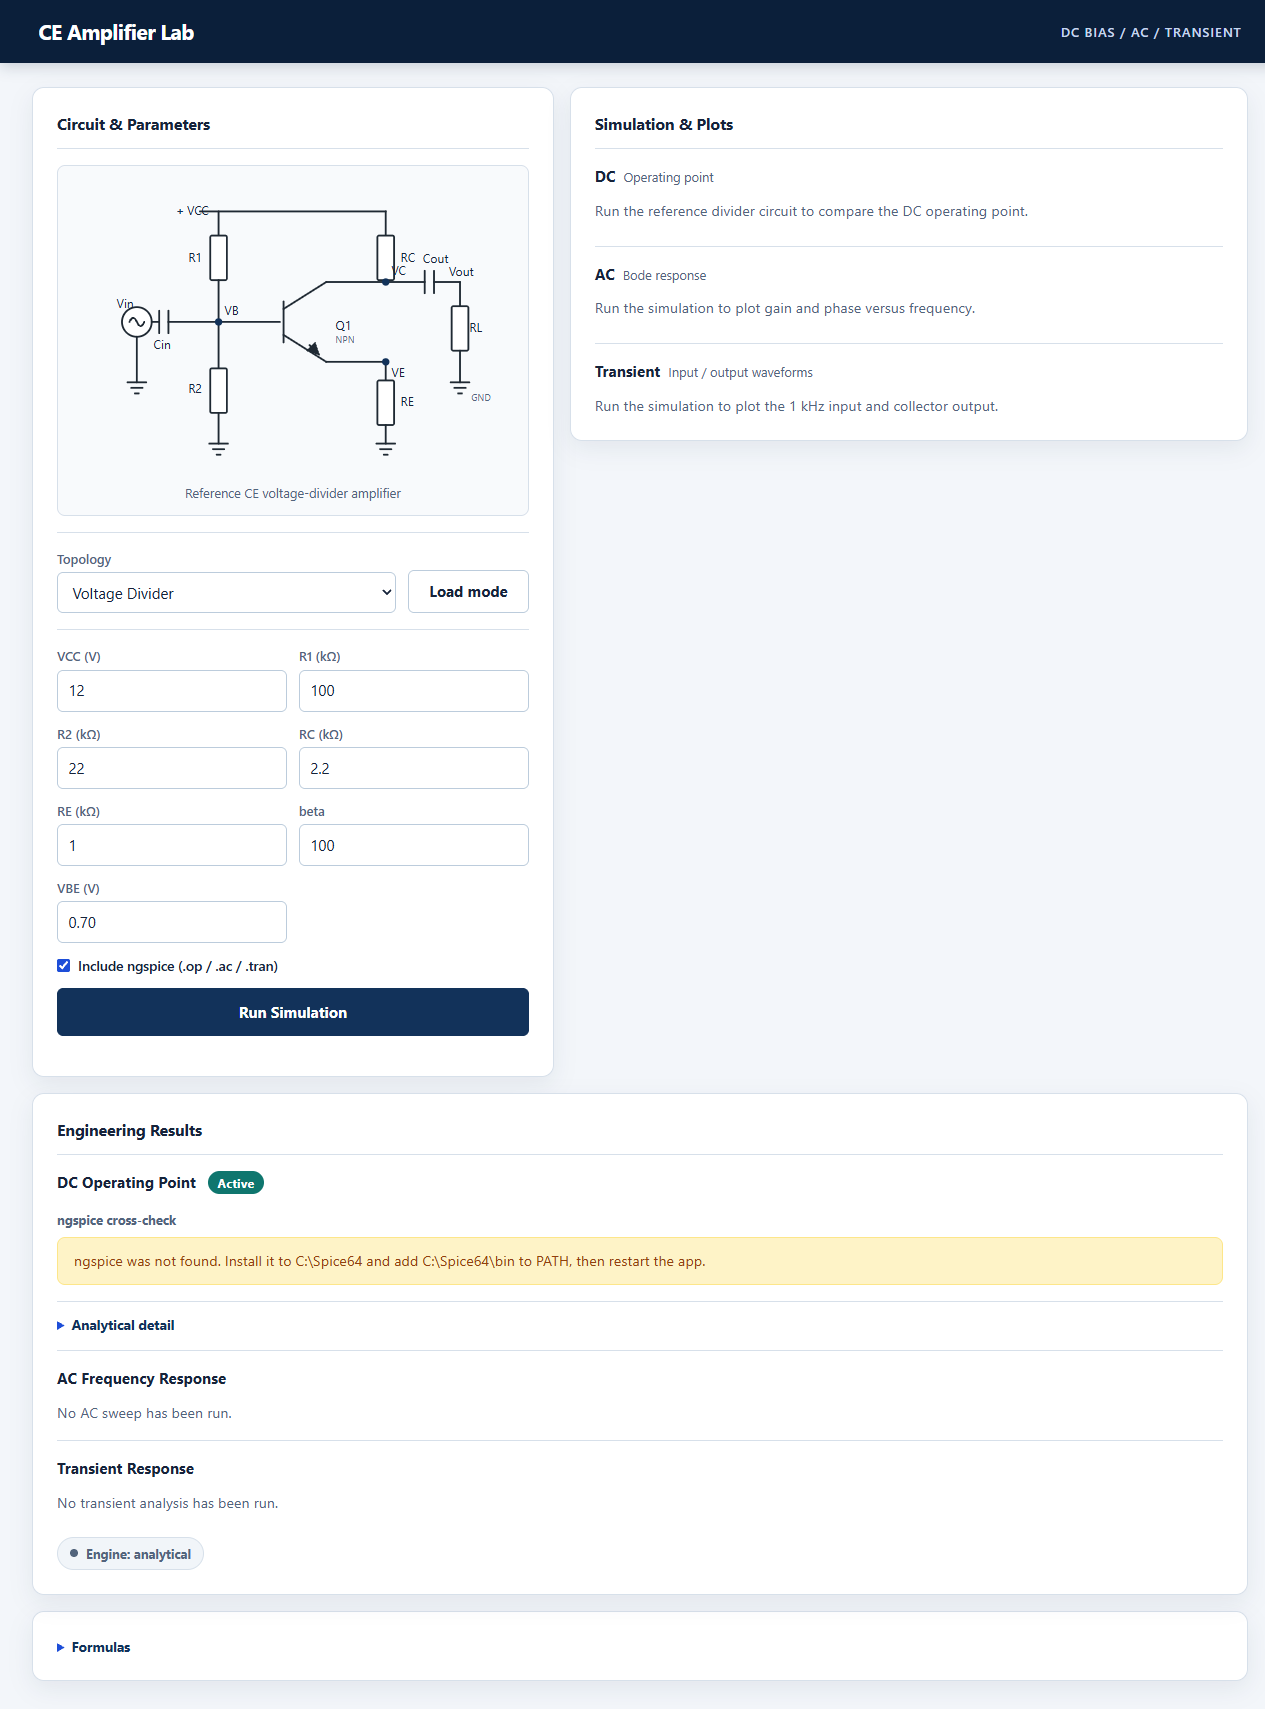 CE Amplifier Lab
DC BIAS / AC / TRANSIENT
Circuit & Parameters
+ VCC
R1
RC
Cout
VC
Vout
Vin
VB
Q1
NPN
RL
Cin
VE
R2
RE
GND
Reference CE voltage-divider amplifier
Topology
Voltage Divider
Load mode
VCC (V)
R1 (kΩ)
12
100
R2 (kΩ)
RC (kΩ)
22
2.2
RE (kΩ)
beta
1
100
VBE (V)
0.70
Include ngspice (.op / .ac / .tran)
Run Simulation
Simulation & Plots
DC Operating point
Run the reference divider circuit to compare the DC operating point.
AC Bode response
Run the simulation to plot gain and phase versus frequency.
Transient Input / output waveforms
Run the simulation to plot the 1 kHz input and collector output.
Engineering Results
DC Operating Point Active
ngspice cross-check
ngspice was not found. Install it to C:\Spice64 and add C:\Spice64\bin to PATH, then restart the app.
Analytical detail
AC Frequency Response
No AC sweep has been run.
Transient Response
No transient analysis has been run.
Engine: analytical
Formulas